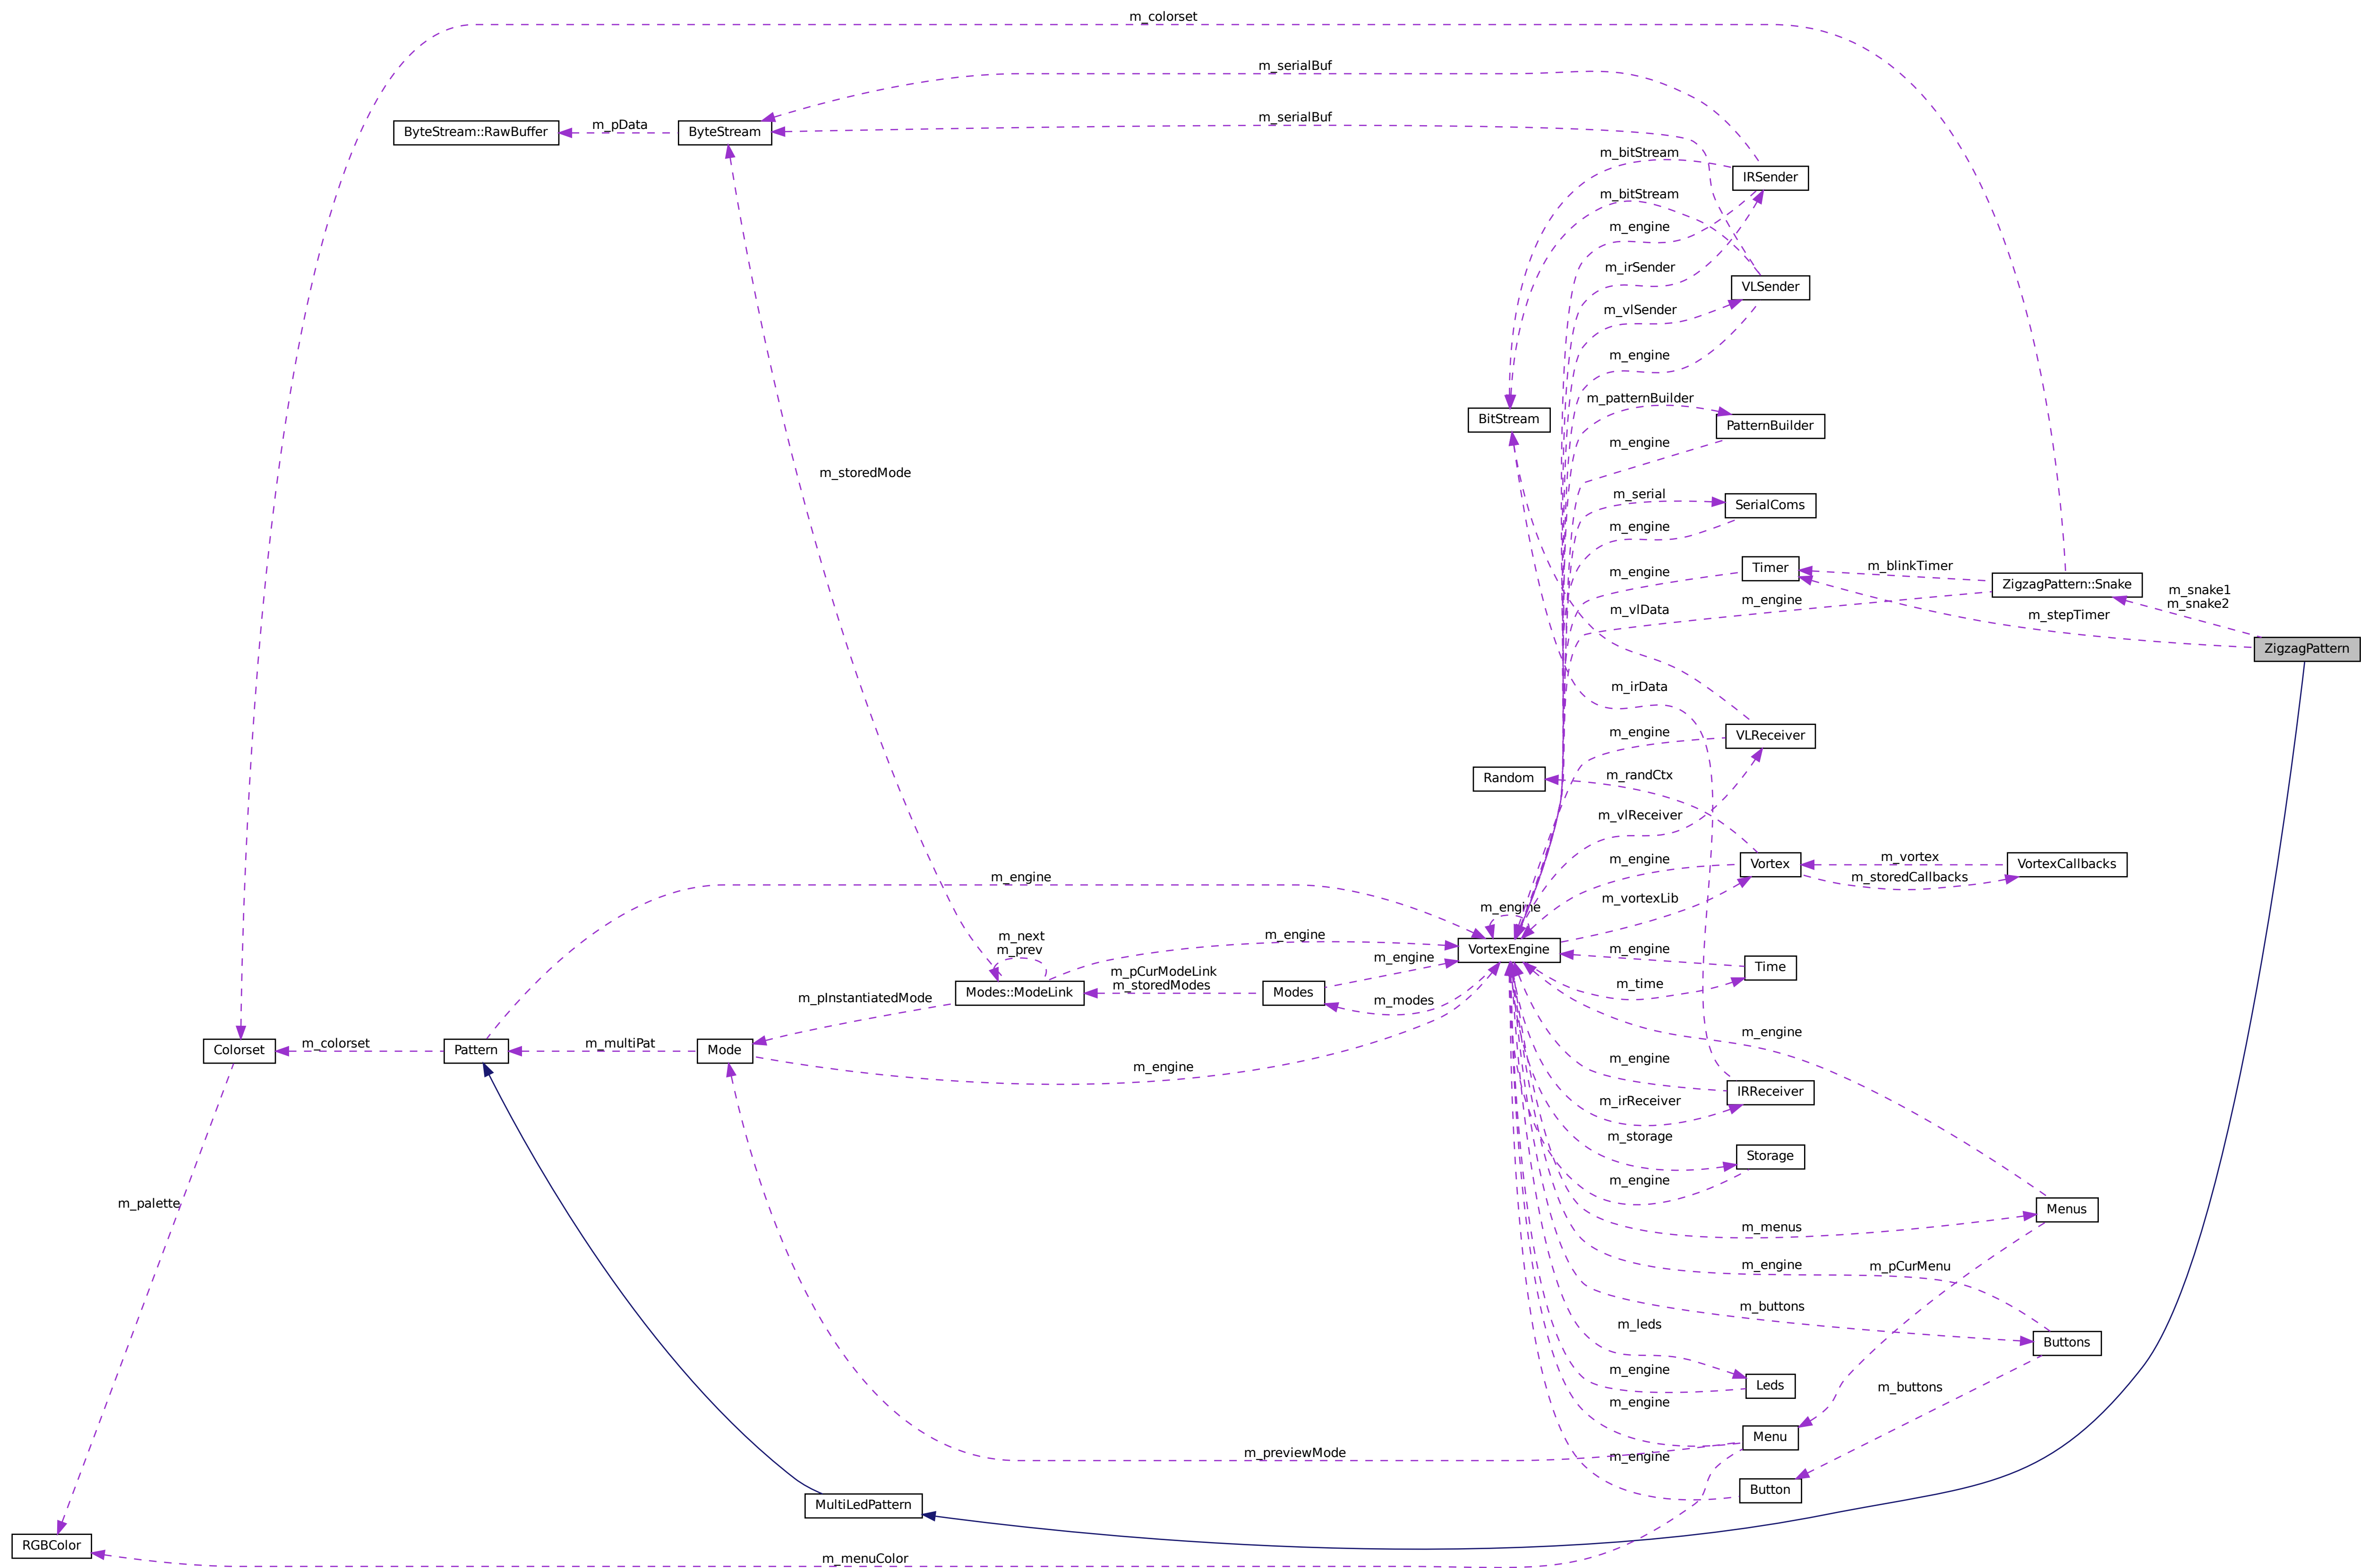 m_colorset
m_serialBuf
m_serialBuf
ByteStream::RawBuffer
m_pData
ByteStream
m_bitStream
IRSender
m_bitStream
m_engine
m_irSender
VLSender
m_vlSender
m_engine
m_patternBuilder
BitStream
PatternBuilder
m_engine
m_storedMode
m_serial
SerialComs
m_engine
Timer
m_blinkTimer
m_engine
ZigzagPattern::Snake
m_snake1
m_snake2
m_engine
m_vlData
m_stepTimer
ZigzagPattern
m_irData
m_engine
VLReceiver
Random
m_randCtx
m_vlReceiver
m_engine
Vortex
m_vortex
VortexCallbacks
m_storedCallbacks
m_engine
m_vortexLib
m_engine
m_next
m_prev
m_engine
VortexEngine
m_engine
m_engine
Time
m_time
m_pCurModeLink
m_storedModes
Modes::ModeLink
Modes
m_modes
m_pInstantiatedMode
m_engine
Colorset
m_colorset
Pattern
m_multiPat
Mode
m_engine
m_engine
IRReceiver
m_irReceiver
m_storage
Storage
m_engine
m_palette
Menus
m_menus
m_engine
m_pCurMenu
m_buttons
m_leds
Buttons
m_engine
Leds
m_buttons
m_engine
Menu
m_previewMode
m_engine
Button
MultiLedPattern
RGBColor
m_menuColor